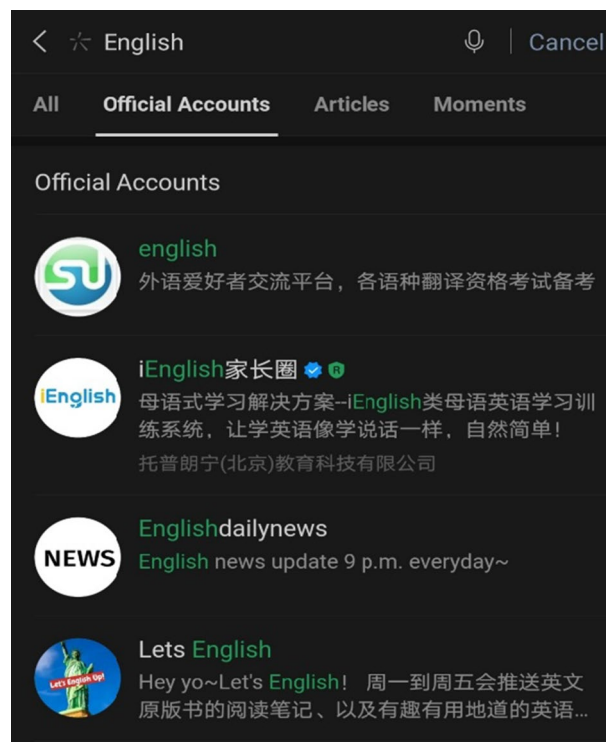 English
Cancel
All Official Accounts Articles Moments
Official Accounts
english
外语爱好者交流平台，各语种翻译资格考试备考
iEnglish
iEnglish家长圈
母语式学习解决方案--iEnglish类母语英语学习训
练系统，让学英语像学说话一样，自然简单！
托普朗宁(北京)教育科技有限公司
NEWS
Englishdailynews
English news update 9 p.m. everyday~
Let's English Up!
Lets English
Hey yo~Let's English！ 周一到周五会推送英文
原版书的阅读笔记、以及有趣有用地道的英语...